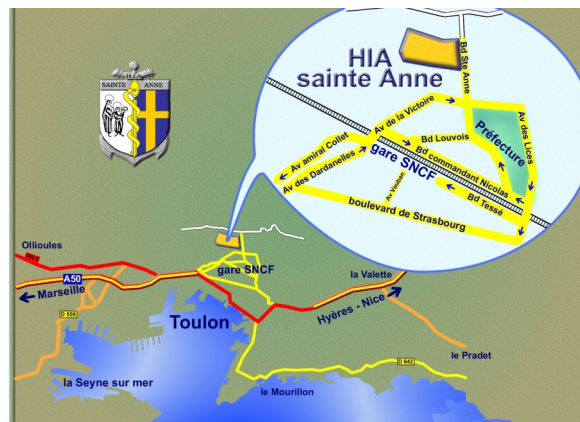 H.I.A
SAINTE ANNE
HIA
sainte Anne
Bd Ste Anne
Av de la Victoire
Bd Louvois
Préfecture
Av des Lices
Av amiral Collet
Av des Dardanelles
gare SNCF
Bd commandant Nicolas
Av Vauban
Bd Tessé
boulevard de Strasbourg
Ollioules
A50
Marseille
gare SNCF
la Valette
Hyères - Nice
Toulon
D 559
la Seyne sur mer
le Pradet
D 642
le Mourillon